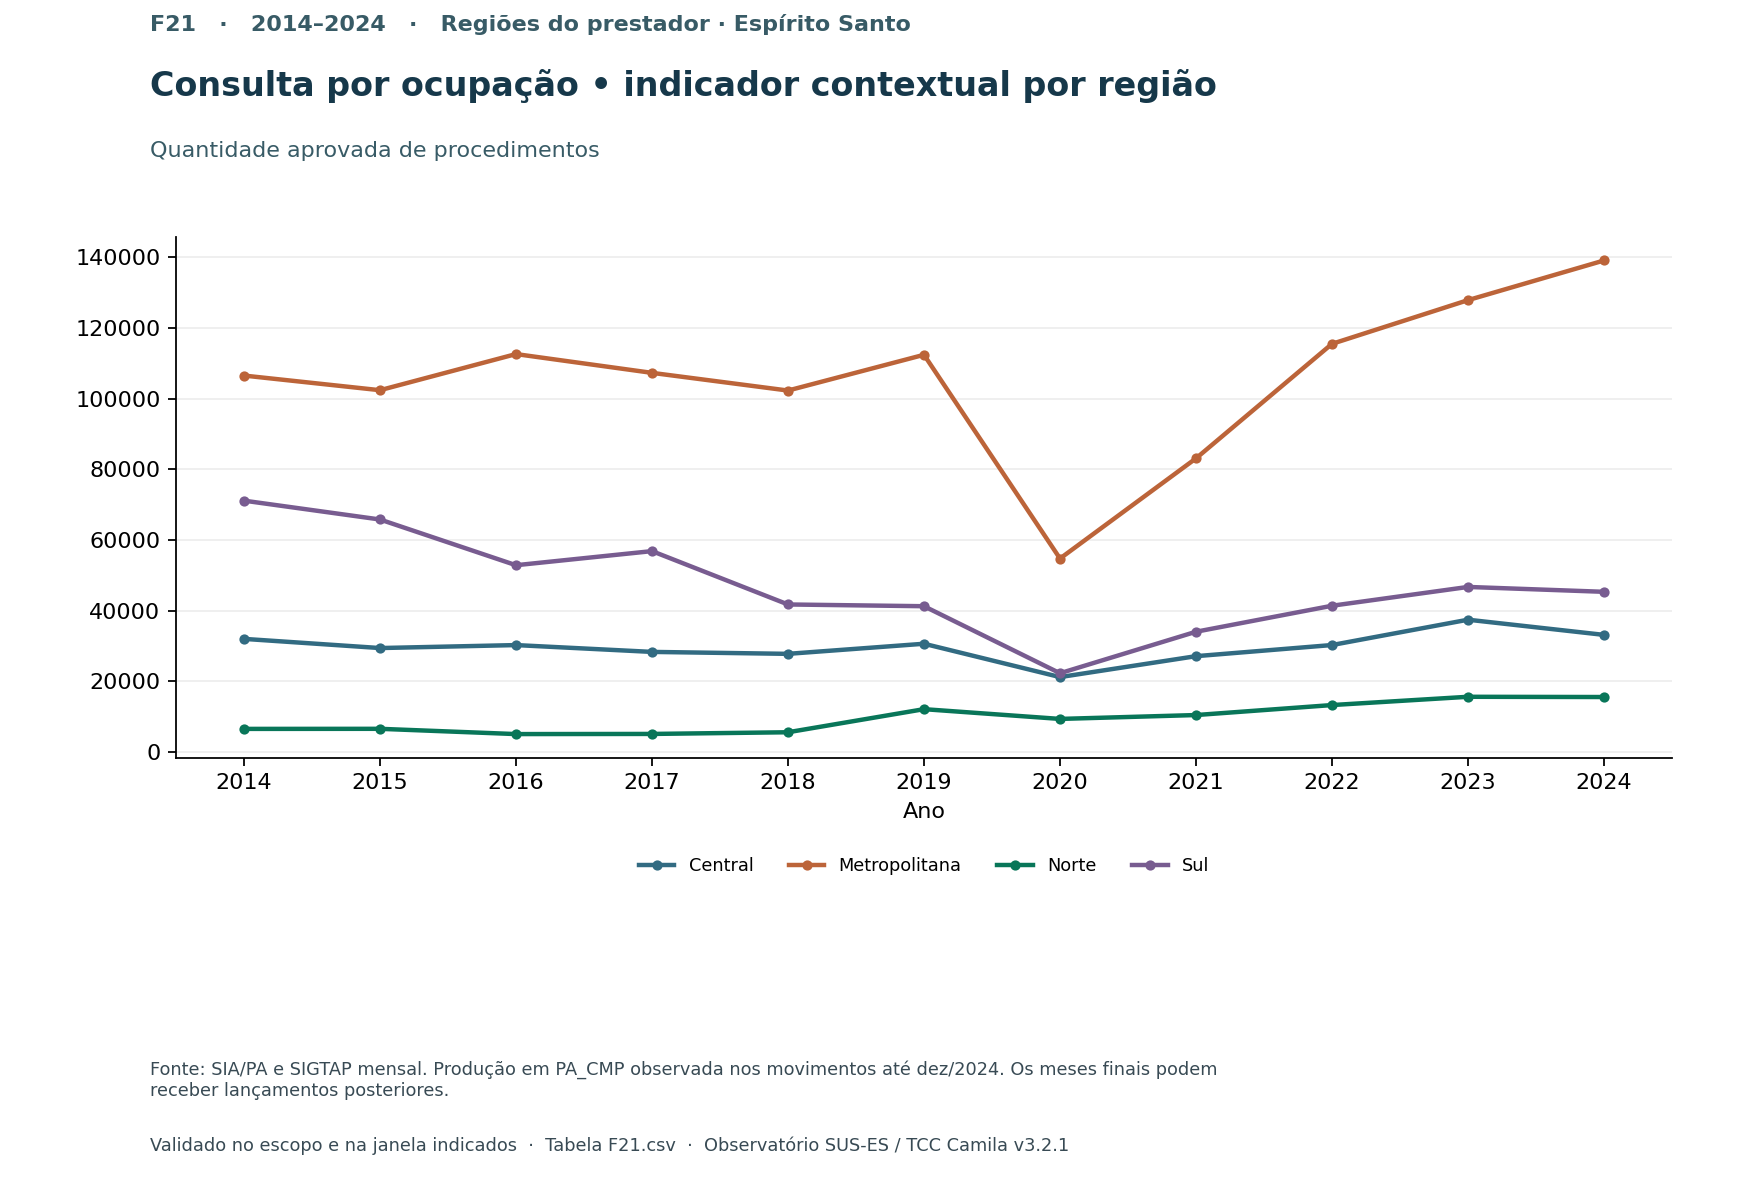 F21 · 2014–2024 · Regiões do prestador · Espírito Santo
Consulta por ocupação • indicador contextual por região
Quantidade aprovada de procedimentos
140000
120000
100000
80000
60000
40000
20000
0
2014 2015 2016 2017 2018 2019 2020 2021 2022 2023 2024
Ano
Central Metropolitana Norte Sul
Fonte: SIA/PA e SIGTAP mensal. Produção em PA_CMP observada nos movimentos até dez/2024. Os meses finais podem
receber lançamentos posteriores.
Validado no escopo e na janela indicados · Tabela F21.csv · Observatório SUS-ES / TCC Camila v3.2.1